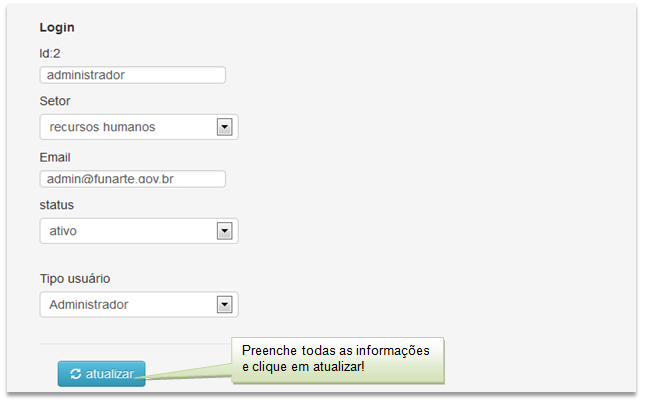 Login
Id:2
administrador
Setor
recursos humanos
Email
admin@funarte.gov.br
status
ativo
Tipo usuário
Administrador
Preenche todas as informações
e clique em atualizar!
atualizar